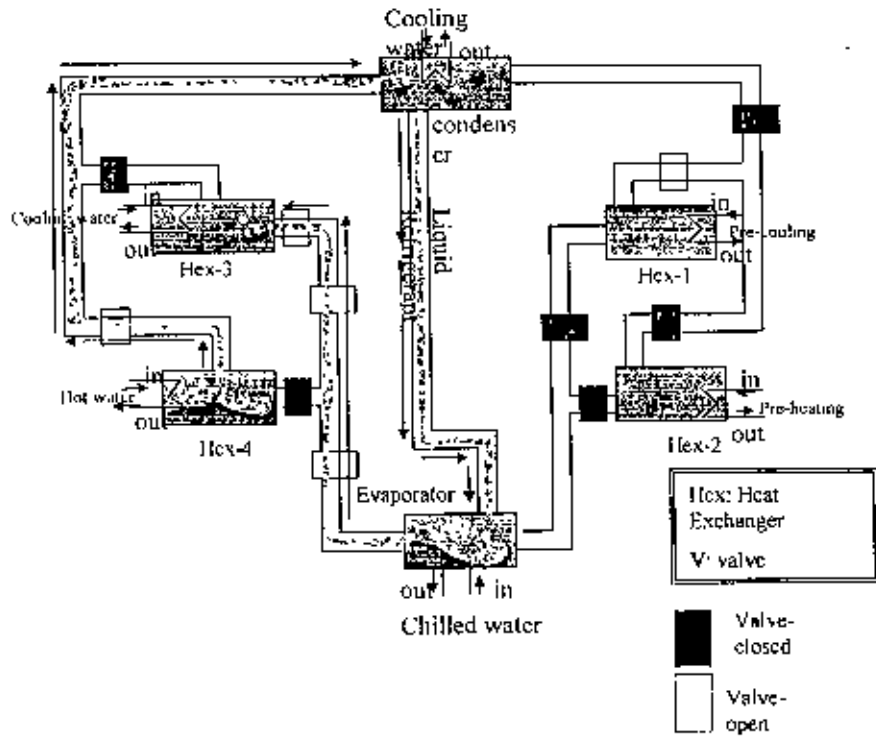 Cooling
water out
condens
er
in
Cooling water
out
Hex-3
Liquid
in
Pre-cooling
out
Hex-1
in
Hot water
out
Hex-4
in
Pre-heating
out
Hex-2
Evaporator
Hex: Heat
Exchanger
V: valve
out in
Chilled water
Valve-
closed
Valve-
open